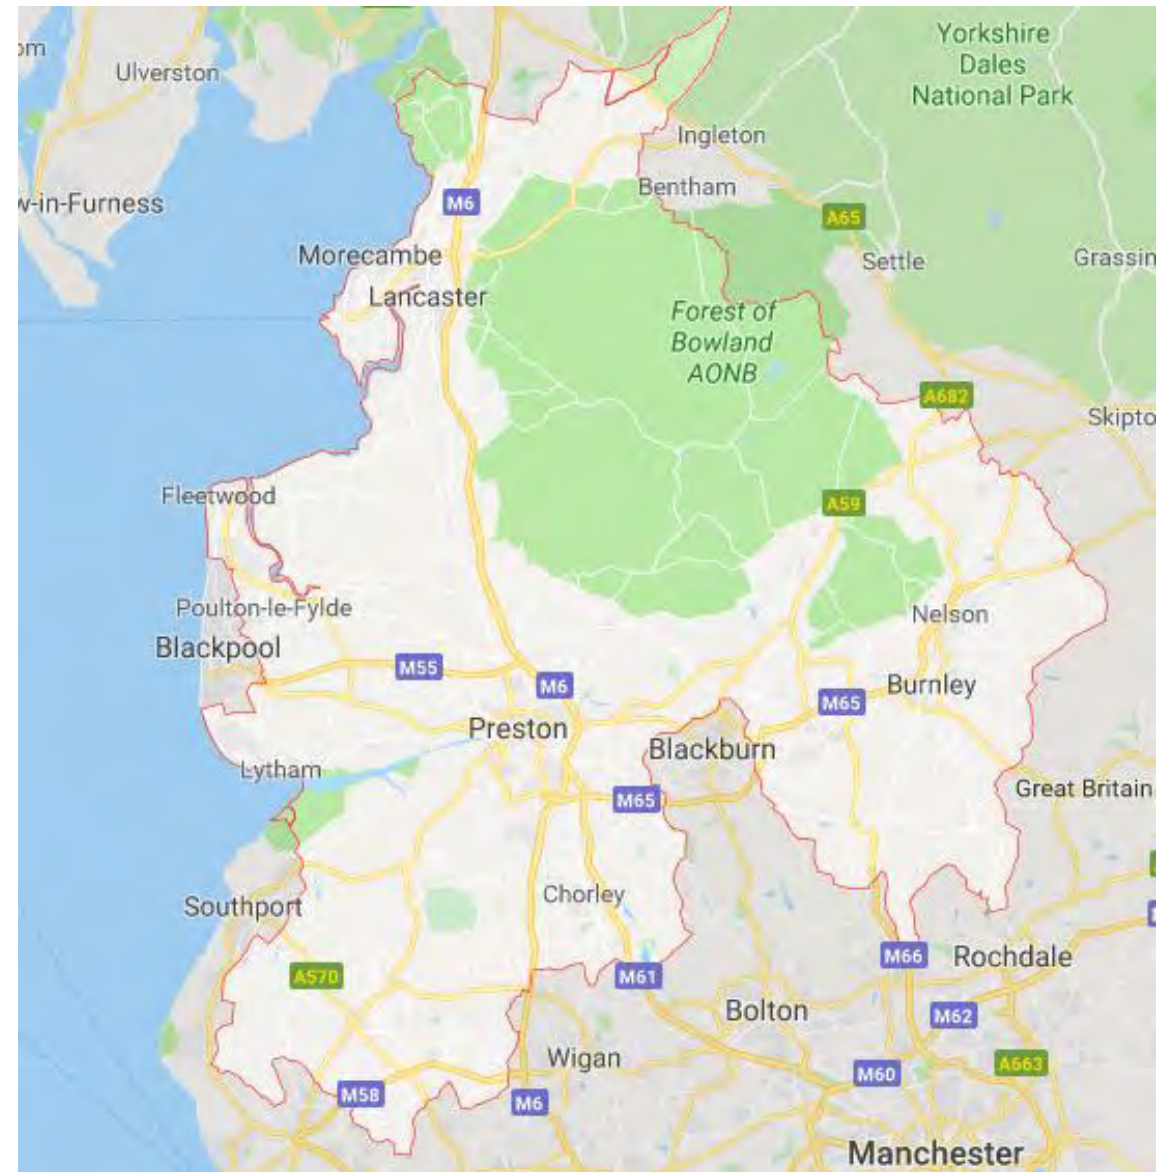 Yorkshire
Dales
National Park
om
Ulverston
Ingleton
Bentham
w-in-Furness
M6
A65
Morecambe
Settle
Grassin
Lancaster
Forest of
Bowland
AONB
A682
Skipto
Fleetwood
A59
Poulton-le-Fylde
Nelson
Blackpool
M55
M6
Burnley
M65
Preston
Blackburn
Lytham
Great Britain
M65
Chorley
Southport
M66
Rochdale
A570
M61
Bolton
M62
Wigan
A663
M60
M58
M6
Manchester